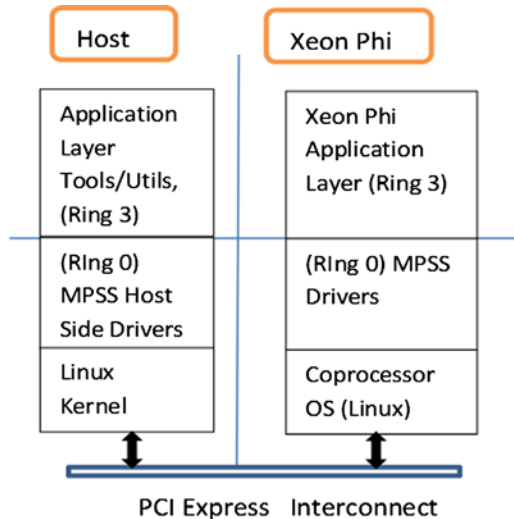 Host
Xeon Phi
Application
Layer
Tools/Utils,
(Ring 3)
Xeon Phi
Application
Layer (Ring 3)
(RIng 0)
MPSS Host
Side Drivers
(RIng 0) MPSS
Drivers
Linux
Kernel
Coprocessor
OS (Linux)
PCI Express Interconnect